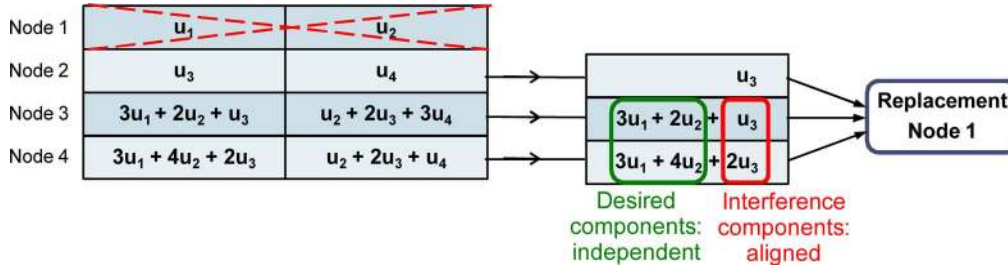 Node 1 u₁ u₂
Node 2 u₃ u₄ u₃
Node 3 3u₁ + 2u₂ + u₃ u₂ + 2u₃ + 3u₄ 3u₁ + 2u₂ + u₃
Node 4 3u₁ + 4u₂ + 2u₃ u₂ + 2u₃ + u₄ 3u₁ + 4u₂ + 2u₃
Replacement
Node 1
Desired
components:
independent
Interference
components:
aligned